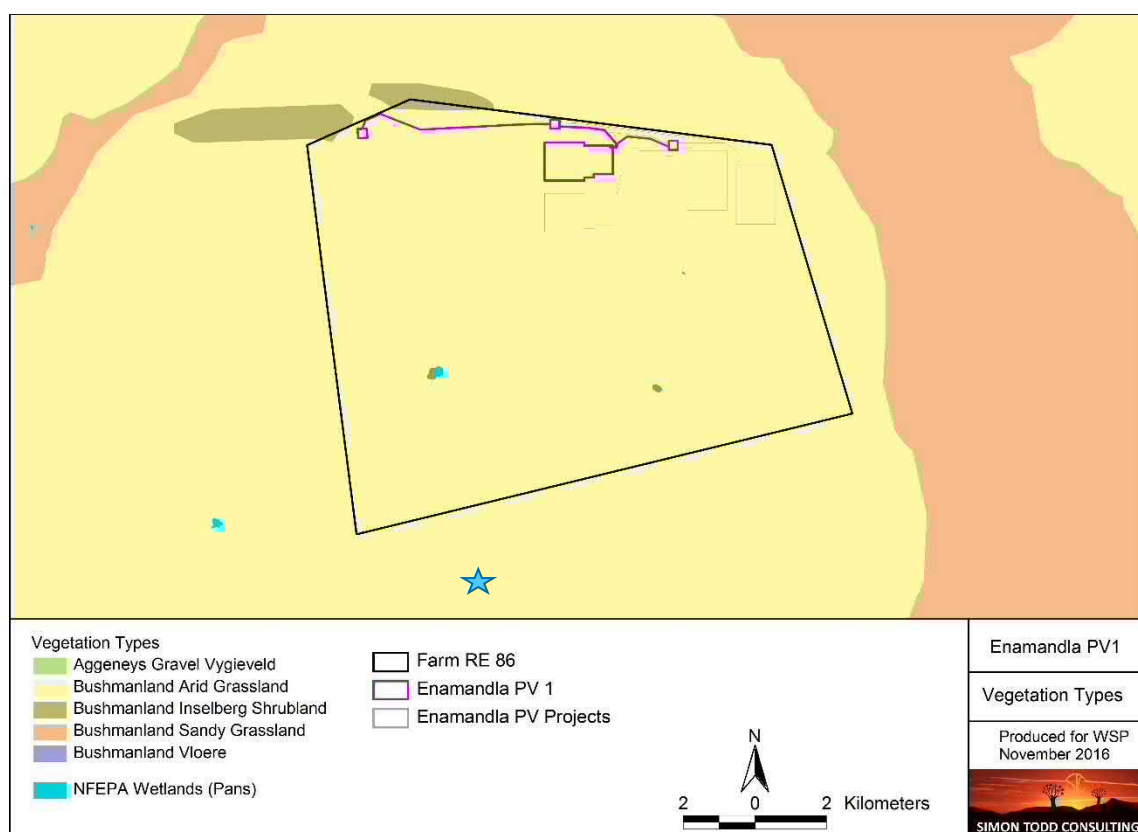 Vegetation Types
Aggeneys Gravel Vygieveld
Bushmanland Arid Grassland
Bushmanland Inselberg Shrubland
Bushmanland Sandy Grassland
Bushmanland Vloere
NFEPA Wetlands (Pans)
Farm RE 86
Enamandla PV 1
Enamandla PV Projects
N
2 0 2 Kilometers
Enamandla PV1
Vegetation Types
Produced for WSP
November 2016
SIMON TODD CONSULTING